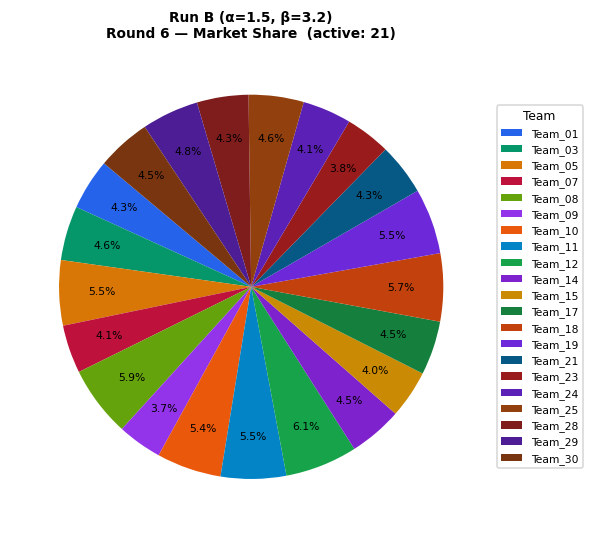 Run B (α=1.5, β=3.2)
Round 6 — Market Share  (active: 21)
4.3%
4.6%
5.5%
4.1%
5.9%
3.7%
5.4%
5.5%
6.1%
4.5%
4.0%
4.5%
5.7%
5.5%
4.3%
3.8%
4.1%
4.6%
4.3%
4.8%
4.5%
Team
Team_01
Team_03
Team_05
Team_07
Team_08
Team_09
Team_10
Team_11
Team_12
Team_14
Team_15
Team_17
Team_18
Team_19
Team_21
Team_23
Team_24
Team_25
Team_28
Team_29
Team_30